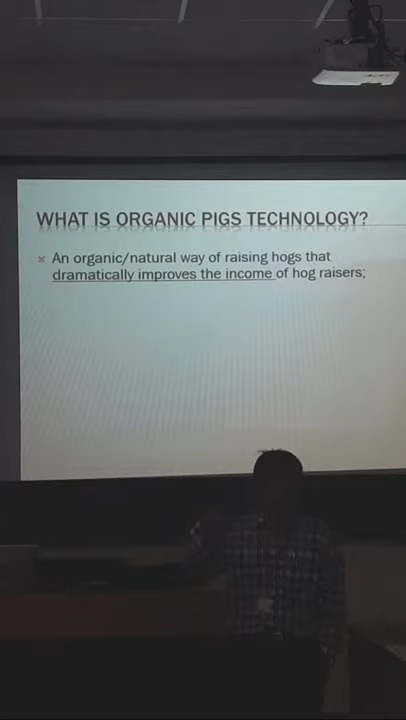 WHAT IS ORGANIC PIGS TECHNOLOGY?
An organic/natural way of raising hogs that
dramatically improves the income of hog raisers;